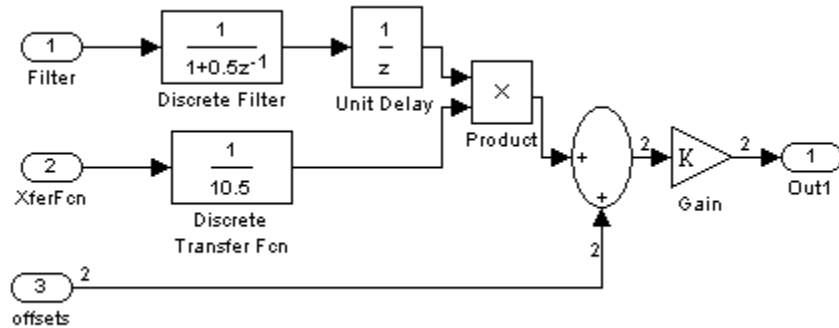 1
Filter
1
1+0.5z-1
Discrete Filter
1
z
Unit Delay
×
Product
2
XferFcn
1
10.5
Discrete
Transfer Fcn
+
+
2
K
Gain
2
1
Out1
3
offsets
2
2